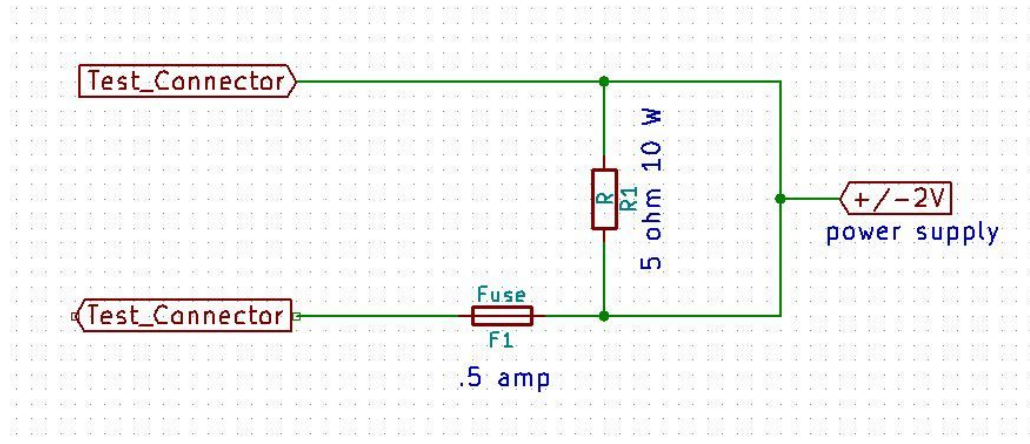 Test_Connector
R
R1
5 ohm 10 W
+/-2V
power supply
Fuse
Test_Connector
F1
.5 amp